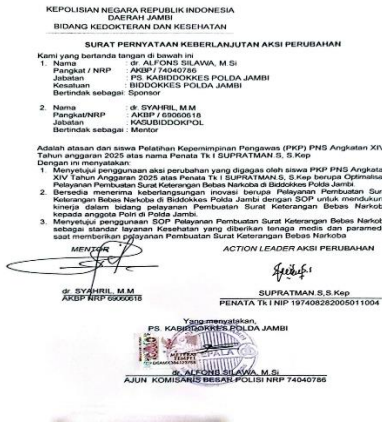 KEPOLISIAN NEGARA REPUBLIK INDONESIA
DAERAH JAMBI
BIDANG KEDOKTERAN DAN KESEHATAN
SURAT PERNYATAAN KEBERLANJUTAN AKSI PERUBAHAN
Kami yang bertanda tangan di bawah ini
1. Nama : dr. ALFONS SILAWA, M.Si
Pangkat / NRP : AKBP / 74040786
Jabatan : PS. KABIDDOKKES POLDA JAMBI
Kesatuan : BIDDOKKES POLDA JAMBI
Bertindak sebagai: Sponsor
2. Nama : dr. SYAHRIL, M.M
Pangkat/NRP : AKBP / 69060618
Jabatan : KASUBIDDOKPOL
Bertindak sebagai : Mentor
Adalah atasan dan siswa Pelatihan Kepemimpinan Pengawas (PKP) PNS Angkatan XIV
Tahun anggaran 2025 atas nama Penata Tk I SUPRATMAN.S, S.Kep
Dengan ini menyatakan:
1. Menyetujui penggunaan aksi perubahan yang digagas oleh siswa PKP PNS Angkata
XIV Tahun Anggaran 2025 atas Penata Tk I SUPRATMAN.S, S.Kep berupa Optimalisa
Pelayanan Pembuatan Surat Keterangan Bebas Narkoba di Biddokkes Polda Jambi.
2. Bersedia menerima keberlangsungan inovasi berupa Pelayanan Pembuatan Sur
Keterangan Bebas Narkoba di Biddokkes Polda Jambi dengan SOP untuk mendukun
kinerja dalam bidang pelayanan Pembuatan Surat Keterangan Bebas Narkob
kepada anggota Polri di Polda Jambi.
3. Menyetujui penggunaan SOP Pelayanan Pembuatan Surat Keterangan Bebas Narkob
sebagai standar layanan Kesehatan yang diberikan tenaga medis dan paramed
saat memberikan pelayanan Pembuatan Surat Keterangan Bebas Narkoba
MENTOR
ACTION LEADER AKSI PERUBAHAN
dr. SYAHRIL, M.M
AKBP NRP 69060618
SUPRATMAN.S, S.Kep
PENATA Tk I NIP 197408282005011004
Yang menyatakan,
PS. KABIDDOKKES POLDA JAMBI
METERAI
TEMPEL
dr. ALFONS SILAWA, M.Si
AJUN KOMISARIS BESAR POLISI NRP 74040786